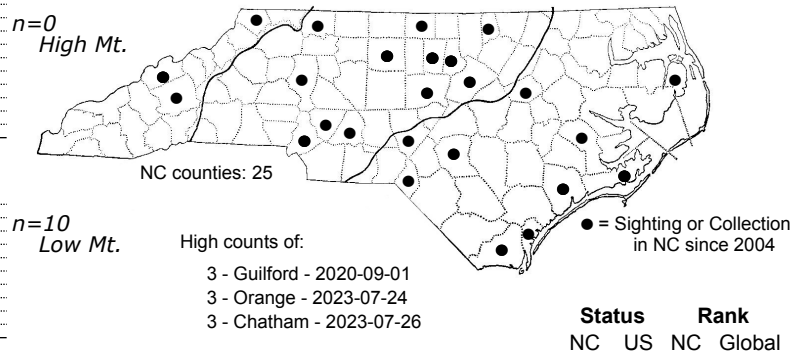 n=0
High Mt.
NC counties: 25
n=10
Low Mt.
High counts of:
3 - Guilford - 2020-09-01
3 - Orange - 2023-07-24
3 - Chatham - 2023-07-26
● = Sighting or Collection
in NC since 2004
Status Rank
NC US NC Global